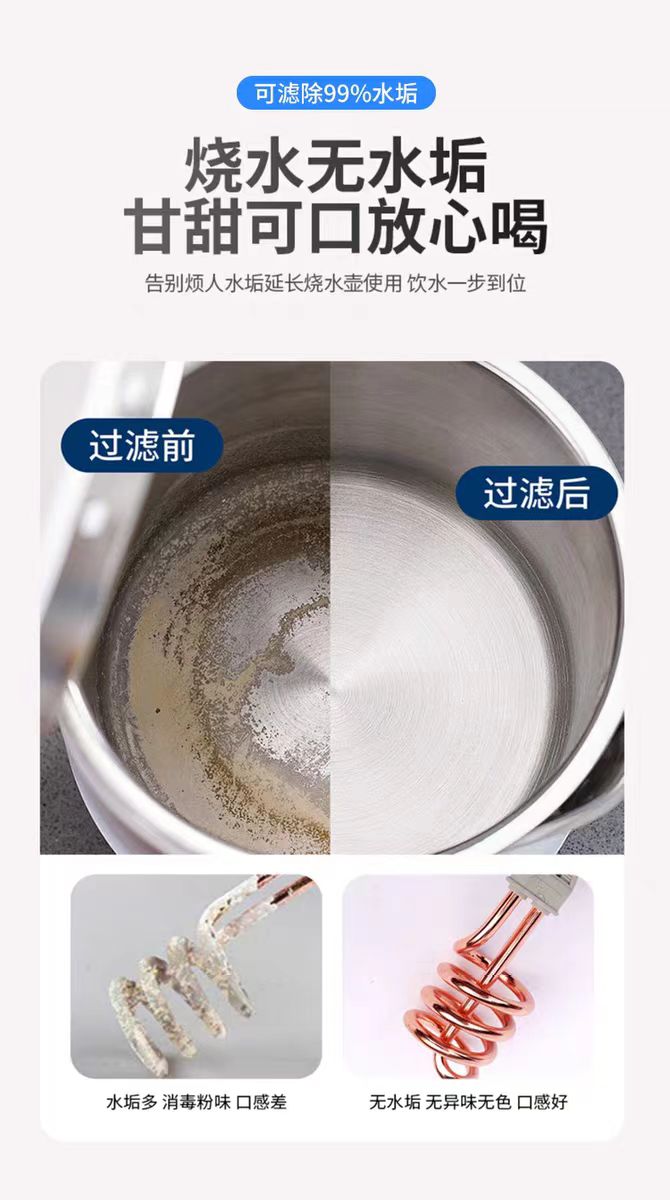 可滤除99%水垢
烧水无水垢
甘甜可口放心喝
告别烦人水垢延长烧水壶使用 饮水一步到位
过滤前
过滤后
水垢多 消毒粉味 口感差
无水垢 无异味无色 口感好